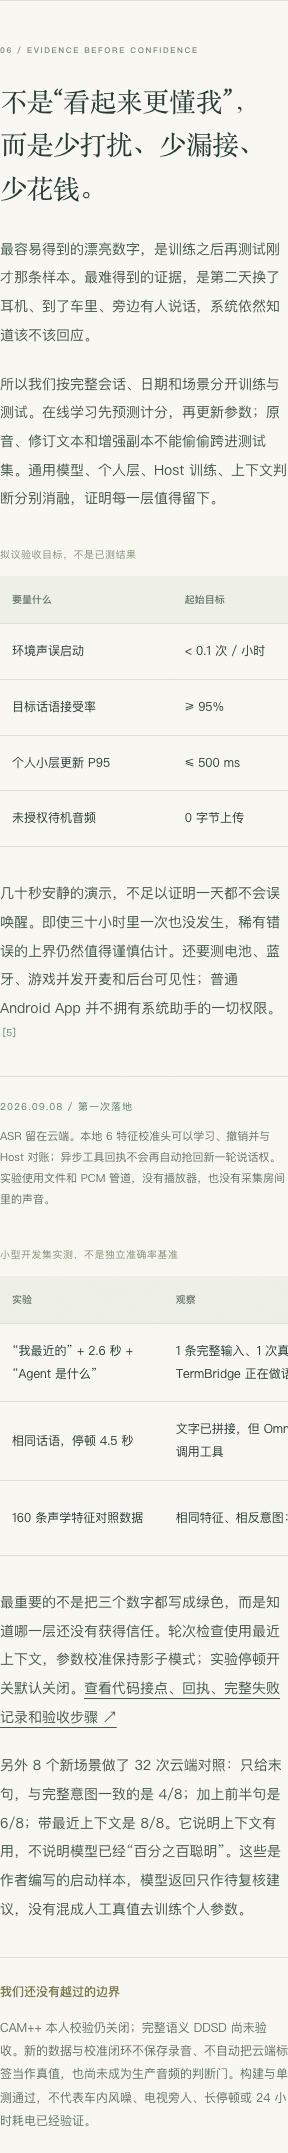 06 / EVIDENCE BEFORE CONFIDENCE
不是“看起来更懂我”，
而是少打扰、少漏接、
少花钱。
最容易得到的漂亮数字，是训练之后再测试刚
才那条样本。最难得到的证据，是第二天换了
耳机、到了车里、旁边有人说话，系统依然知
道该不该回应。
所以我们按完整会话、日期和场景分开训练与
测试。在线学习先预测计分，再更新参数；原
音、修订文本和增强副本不能偷偷跨进测试
集。通用模型、个人层、Host 训练、上下文判
断分别消融，证明每一层值得留下。
拟议验收目标，不是已测结果
要量什么 起始目标
环境声误启动 < 0.1 次 / 小时
目标话语接受率 ≥ 95%
个人小层更新 P95 ≤ 500 ms
未授权待机音频 0 字节上传
几十秒安静的演示，不足以证明一天都不会误
唤醒。即使三十小时里一次也没发生，稀有错
误的上界仍然值得谨慎估计。还要测电池、蓝
牙、游戏并发开麦和后台可见性；普通
Android App 并不拥有系统助手的一切权限。
[5]
2026.09.08 / 第一次落地
ASR 留在云端。本地 6 特征校准头可以学习、撤销并与
Host 对账；异步工具回执不会再自动抢回新一轮说话权。
实验使用文件和 PCM 管道，没有播放器，也没有采集房间
里的声音。
小型开发集实测，不是独立准确率基准
实验 观察
“我最近的” + 2.6 秒 + 1 条完整输入、1 次真
“Agent 是什么” TermBridge 正在做语
相同话语，停顿 4.5 秒 文字已拼接，但 Omn
调用工具
160 条声学特征对照数据 相同特征、相反意图：
最重要的不是把三个数字都写成绿色，而是知
道哪一层还没有获得信任。轮次检查使用最近
上下文，参数校准保持影子模式；实验停顿开
关默认关闭。查看代码接点、回执、完整失败
记录和验收步骤 ↗
另外 8 个新场景做了 32 次云端对照：只给末
句，与完整意图一致的是 4/8；加上前半句是
6/8；带最近上下文是 8/8。它说明上下文有
用，不说明模型已经“百分之百聪明”。这些是
作者编写的启动样本，模型返回只作待复核建
议，没有混成人工真值去训练个人参数。
我们还没有越过的边界
CAM++ 本人校验仍关闭；完整语义 DDSD 尚未验
收。新的数据与校准闭环不保存录音、不自动把云端标
签当作真值，也尚未成为生产音频的判断门。构建与单
测通过，不代表车内风噪、电视旁人、长停顿或 24 小
时耗电已经验证。